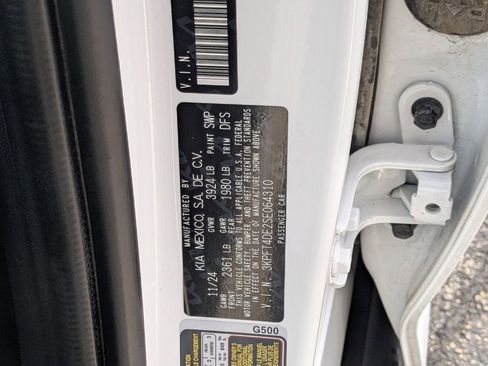 V.I.N.
MANUFACTURED BY
KIA MEXICO, S.A. DE C.V.
11/24 GVWR 3924 LB PAINT SWP
GAWR FRONT 2361 LB GAWR REAR 1980 LB TRIM DFS
THIS VEHICLE CONFORMS TO ALL APPLICABLE U.S.A. FEDERAL
MOTOR VEHICLE SAFETY, BUMPER, AND THEFT PREVENTION STANDARDS
IN EFFECT ON THE DATE OF MANUFACTURE SHOWN ABOVE.
V.I.N. 3KPFT4DE2SE064310
PASSENGER CAR
G500